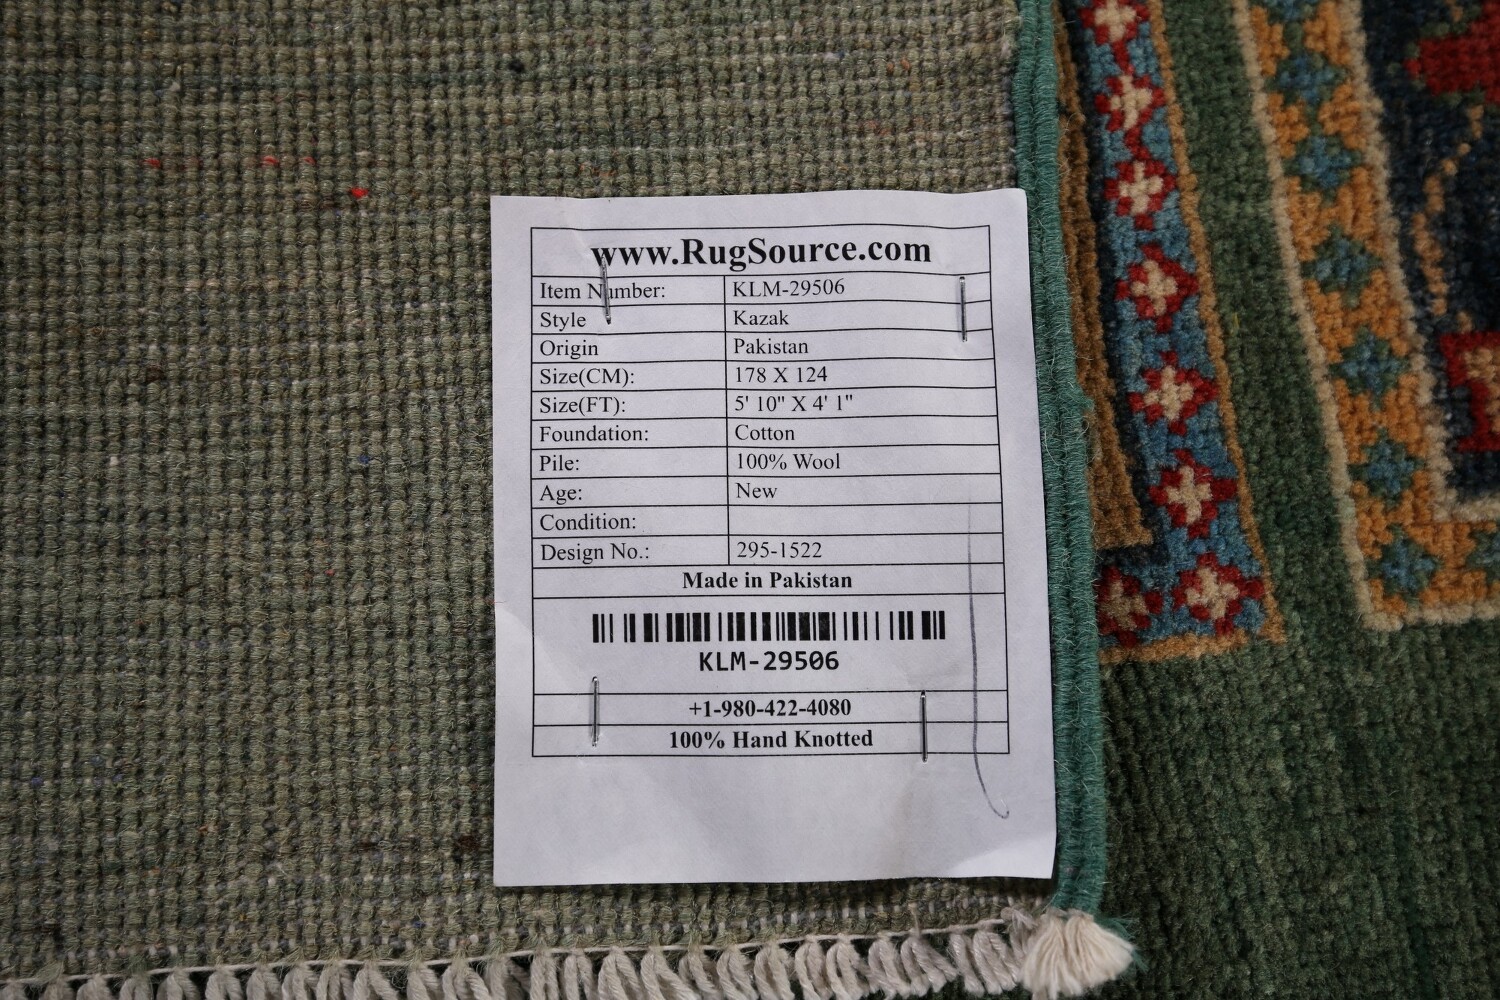 www.RugSource.com
Item Number: KLM-29506
Style Kazak
Origin Pakistan
Size(CM): 178 X 124
Size(FT): 5' 10" X 4' 1"
Foundation: Cotton
Pile: 100% Wool
Age: New
Condition:
Design No.: 295-1522
Made in Pakistan
KLM-29506
+1-980-422-4080
100% Hand Knotted